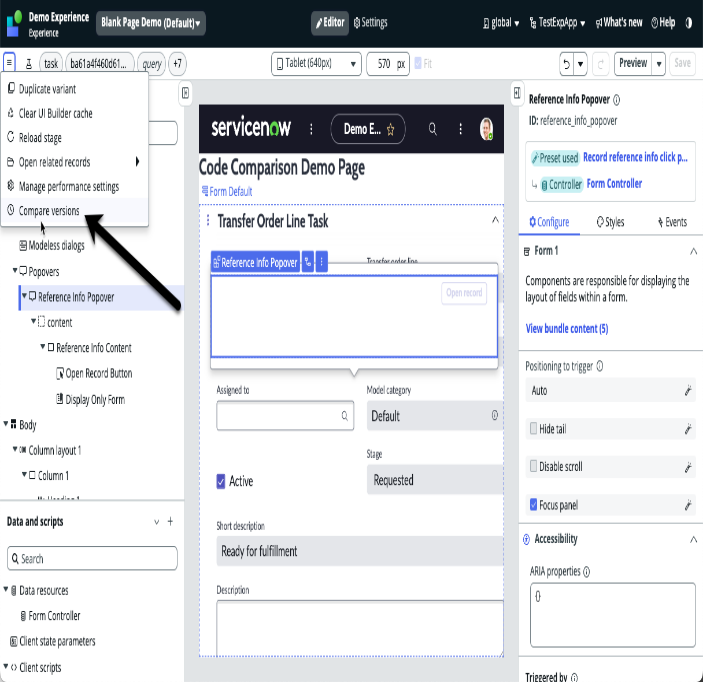 Demo Experience
Experience
Blank Page Demo (Default)
Editor
Settings
global
TestExpApp
What's new
Help
task
ba61a4f460d61...
query
+7
Tablet (640px)
570 px
Fit
Preview
Save
Duplicate variant
Clear UI Builder cache
Reload stage
Open related records
Manage performance settings
Compare versions
Modeless dialogs
Popovers
Reference Info Popover
content
Reference Info Content
Open Record Button
Display Only Form
Body
Column layout 1
Column 1
Data and scripts
Search
Data resources
Form Controller
Client state parameters
Client scripts
servicenow
Demo E...
Code Comparison Demo Page
Form Default
Transfer Order Line Task
Reference Info Popover
Transfer order line
Open record
Assigned to
Model category
Default
Stage
Active
Requested
Short description
Ready for fulfillment
Description
Reference Info Popover
ID: reference_info_popover
Preset used Record reference info click p...
Controller Form Controller
Configure
Styles
Events
Form 1
Components are responsible for displaying the
layout of fields within a form.
View bundle content (5)
Positioning to trigger
Auto
Hide tail
Disable scroll
Focus panel
Accessibility
ARIA properties
{}
Triggered by